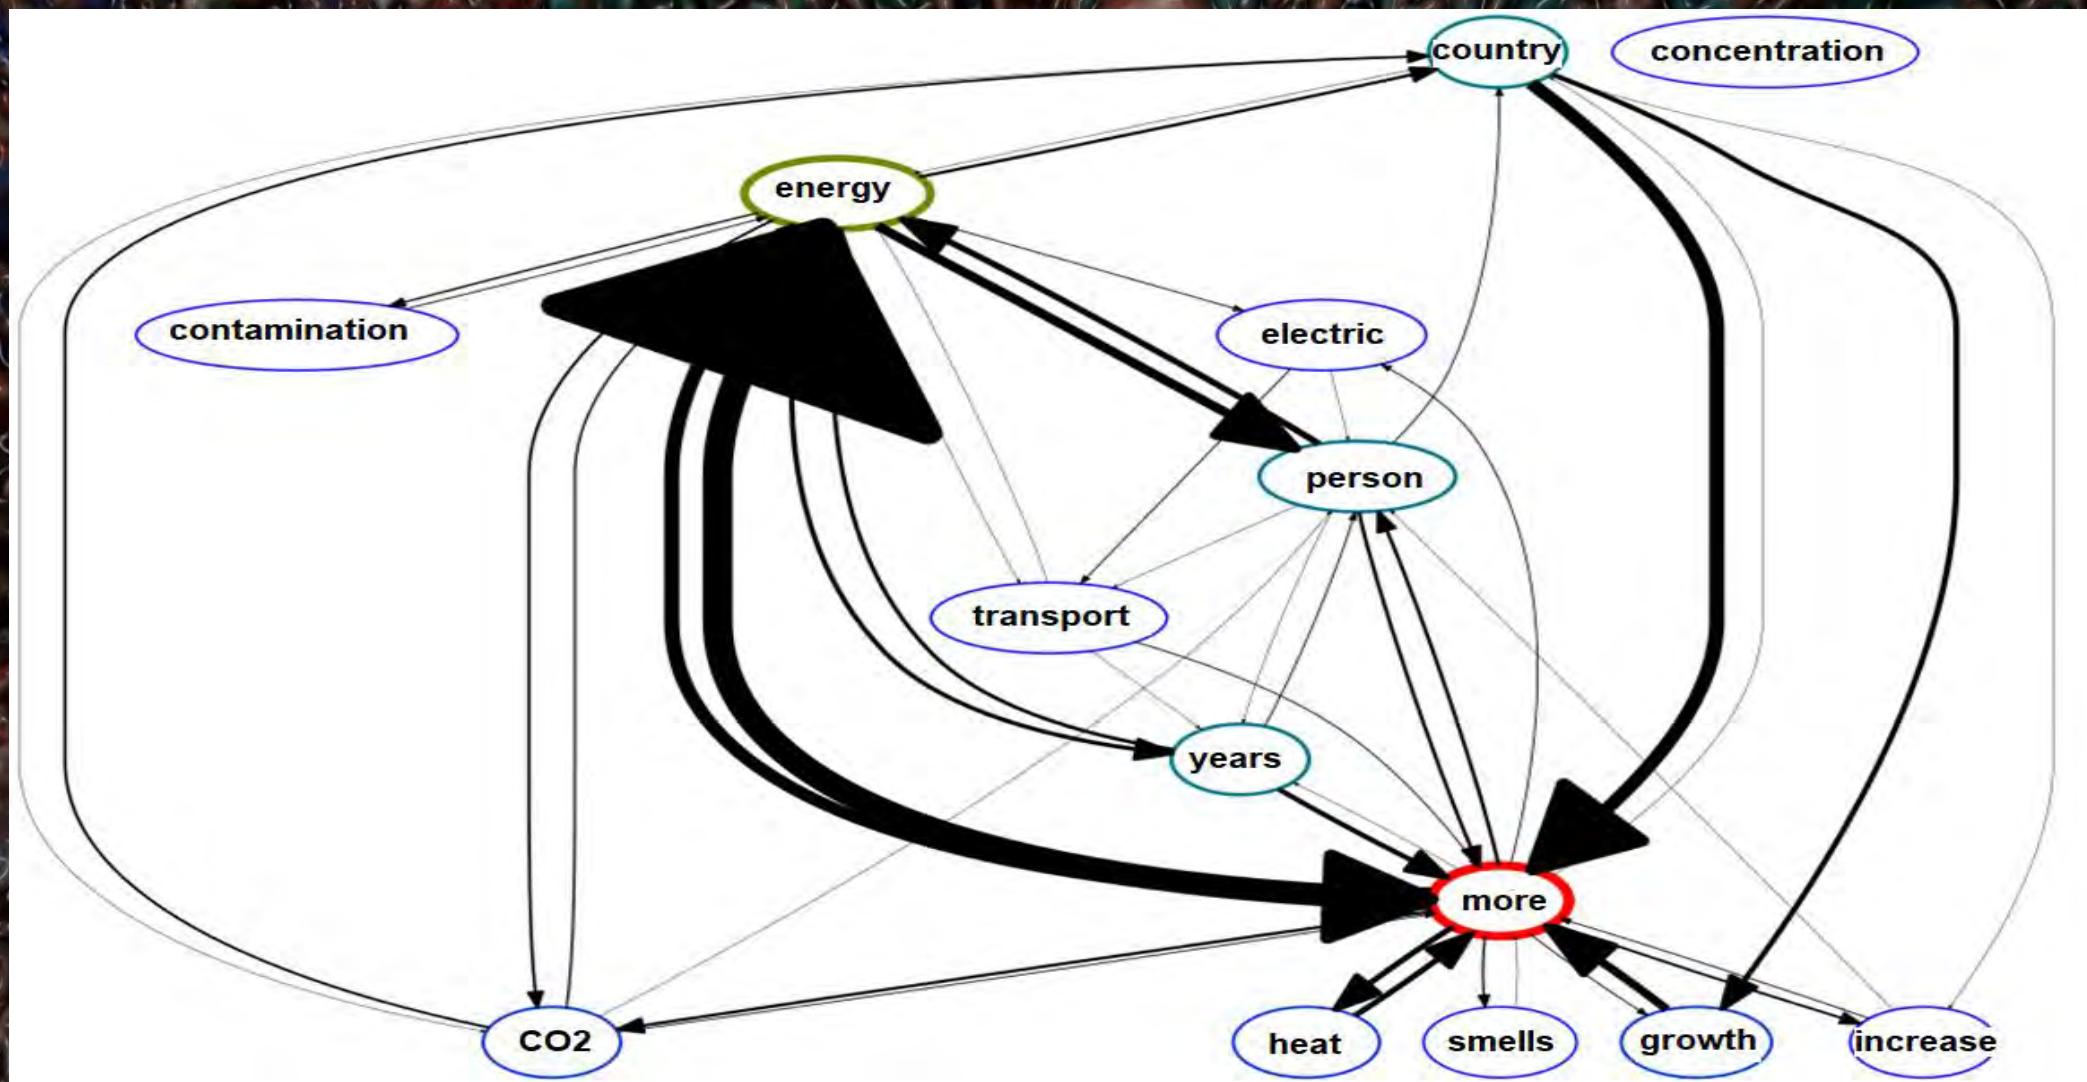 country
concentration
energy
contamination
electric
person
transport
years
more
CO2
heat
smells
growth
increase